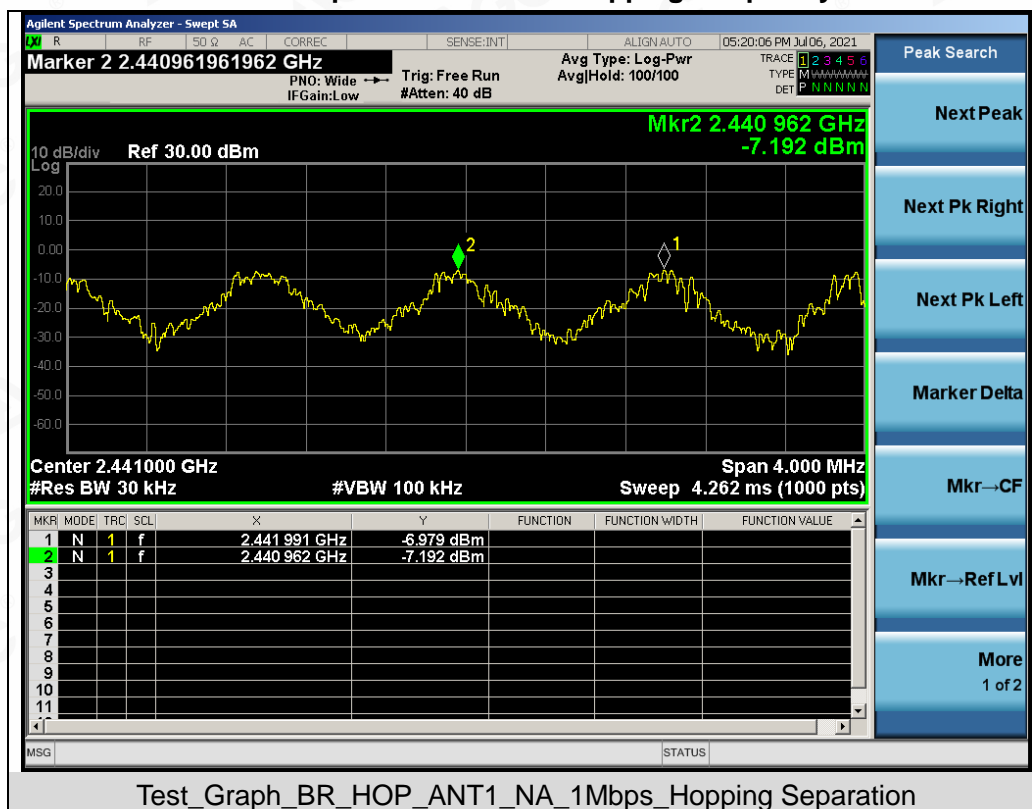 Agilent Spectrum Analyzer - Swept SA
LXI R RF 50 Ω AC CORREC SENSE:INT ALIGN AUTO 05:20:06 PM Jul 06, 2021
Marker 2 2.440961961962 GHz
PNO: Wide
IFGain:Low
Trig: Free Run
#Atten: 40 dB
Avg Type: Log-Pwr
Avg|Hold: 100/100
TRACE 1 2 3 4 5 6
TYPE M
DET P N N N N N
Mkr2 2.440 962 GHz
-7.192 dBm
10 dB/div Ref 30.00 dBm
Log
20.0
10.0
0.00
-10.0
-20.0
-30.0
-40.0
-50.0
-60.0
2
1
Center 2.441000 GHz Span 4.000 MHz
#Res BW 30 kHz #VBW 100 kHz Sweep 4.262 ms (1000 pts)
MKR MODE TRC SCL X Y FUNCTION FUNCTION WIDTH FUNCTION VALUE
1 N 1 f 2.441 991 GHz -6.979 dBm
2 N 1 f 2.440 962 GHz -7.192 dBm
3
4
5
6
7
8
9
10
11
MSG STATUS
Peak Search
Next Peak
Next Pk Right
Next Pk Left
Marker Delta
Mkr→CF
Mkr→Ref Lvl
More
1 of 2
Test_Graph_BR_HOP_ANT1_NA_1Mbps_Hopping Separation